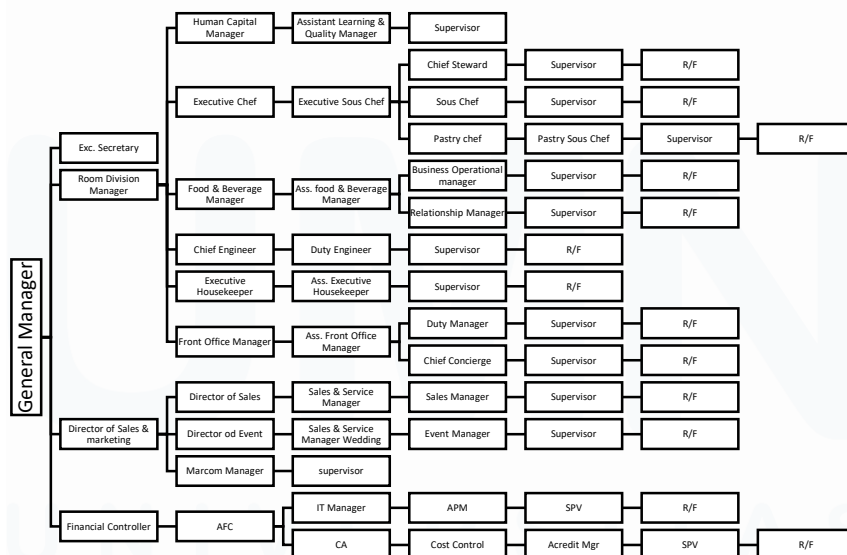 Human Capital
Manager
Assistant Learning &
Quality Manager
Supervisor
Chief Steward
Supervisor
R/F
Executive Chef
Executive Sous Chef
Sous Chef
Supervisor
R/F
Pastry chef
Pastry Sous Chef
Supervisor
R/F
Exc. Secretary
Room Division
Manager
Food & Beverage
Manager
Ass. food & Beverage
Manager
Business Operational
manager
Supervisor
R/F
Relationship Manager
Supervisor
R/F
Chief Engineer
Duty Engineer
Supervisor
R/F
Executive
Housekeeper
Ass. Executive
Housekeeper
Supervisor
R/F
General Manager
Front Office Manager
Ass. Front Office
Manager
Duty Manager
Supervisor
R/F
Chief Concierge
Supervisor
R/F
Director of Sales &
marketing
Director of Sales
Sales & Service
Manager
Sales Manager
Supervisor
R/F
Director od Event
Sales & Service
Manager Wedding
Event Manager
Supervisor
R/F
Marcom Manager
supervisor
Financial Controller
AFC
IT Manager
APM
SPV
R/F
CA
Cost Control
Acredit Mgr
SPV
R/F